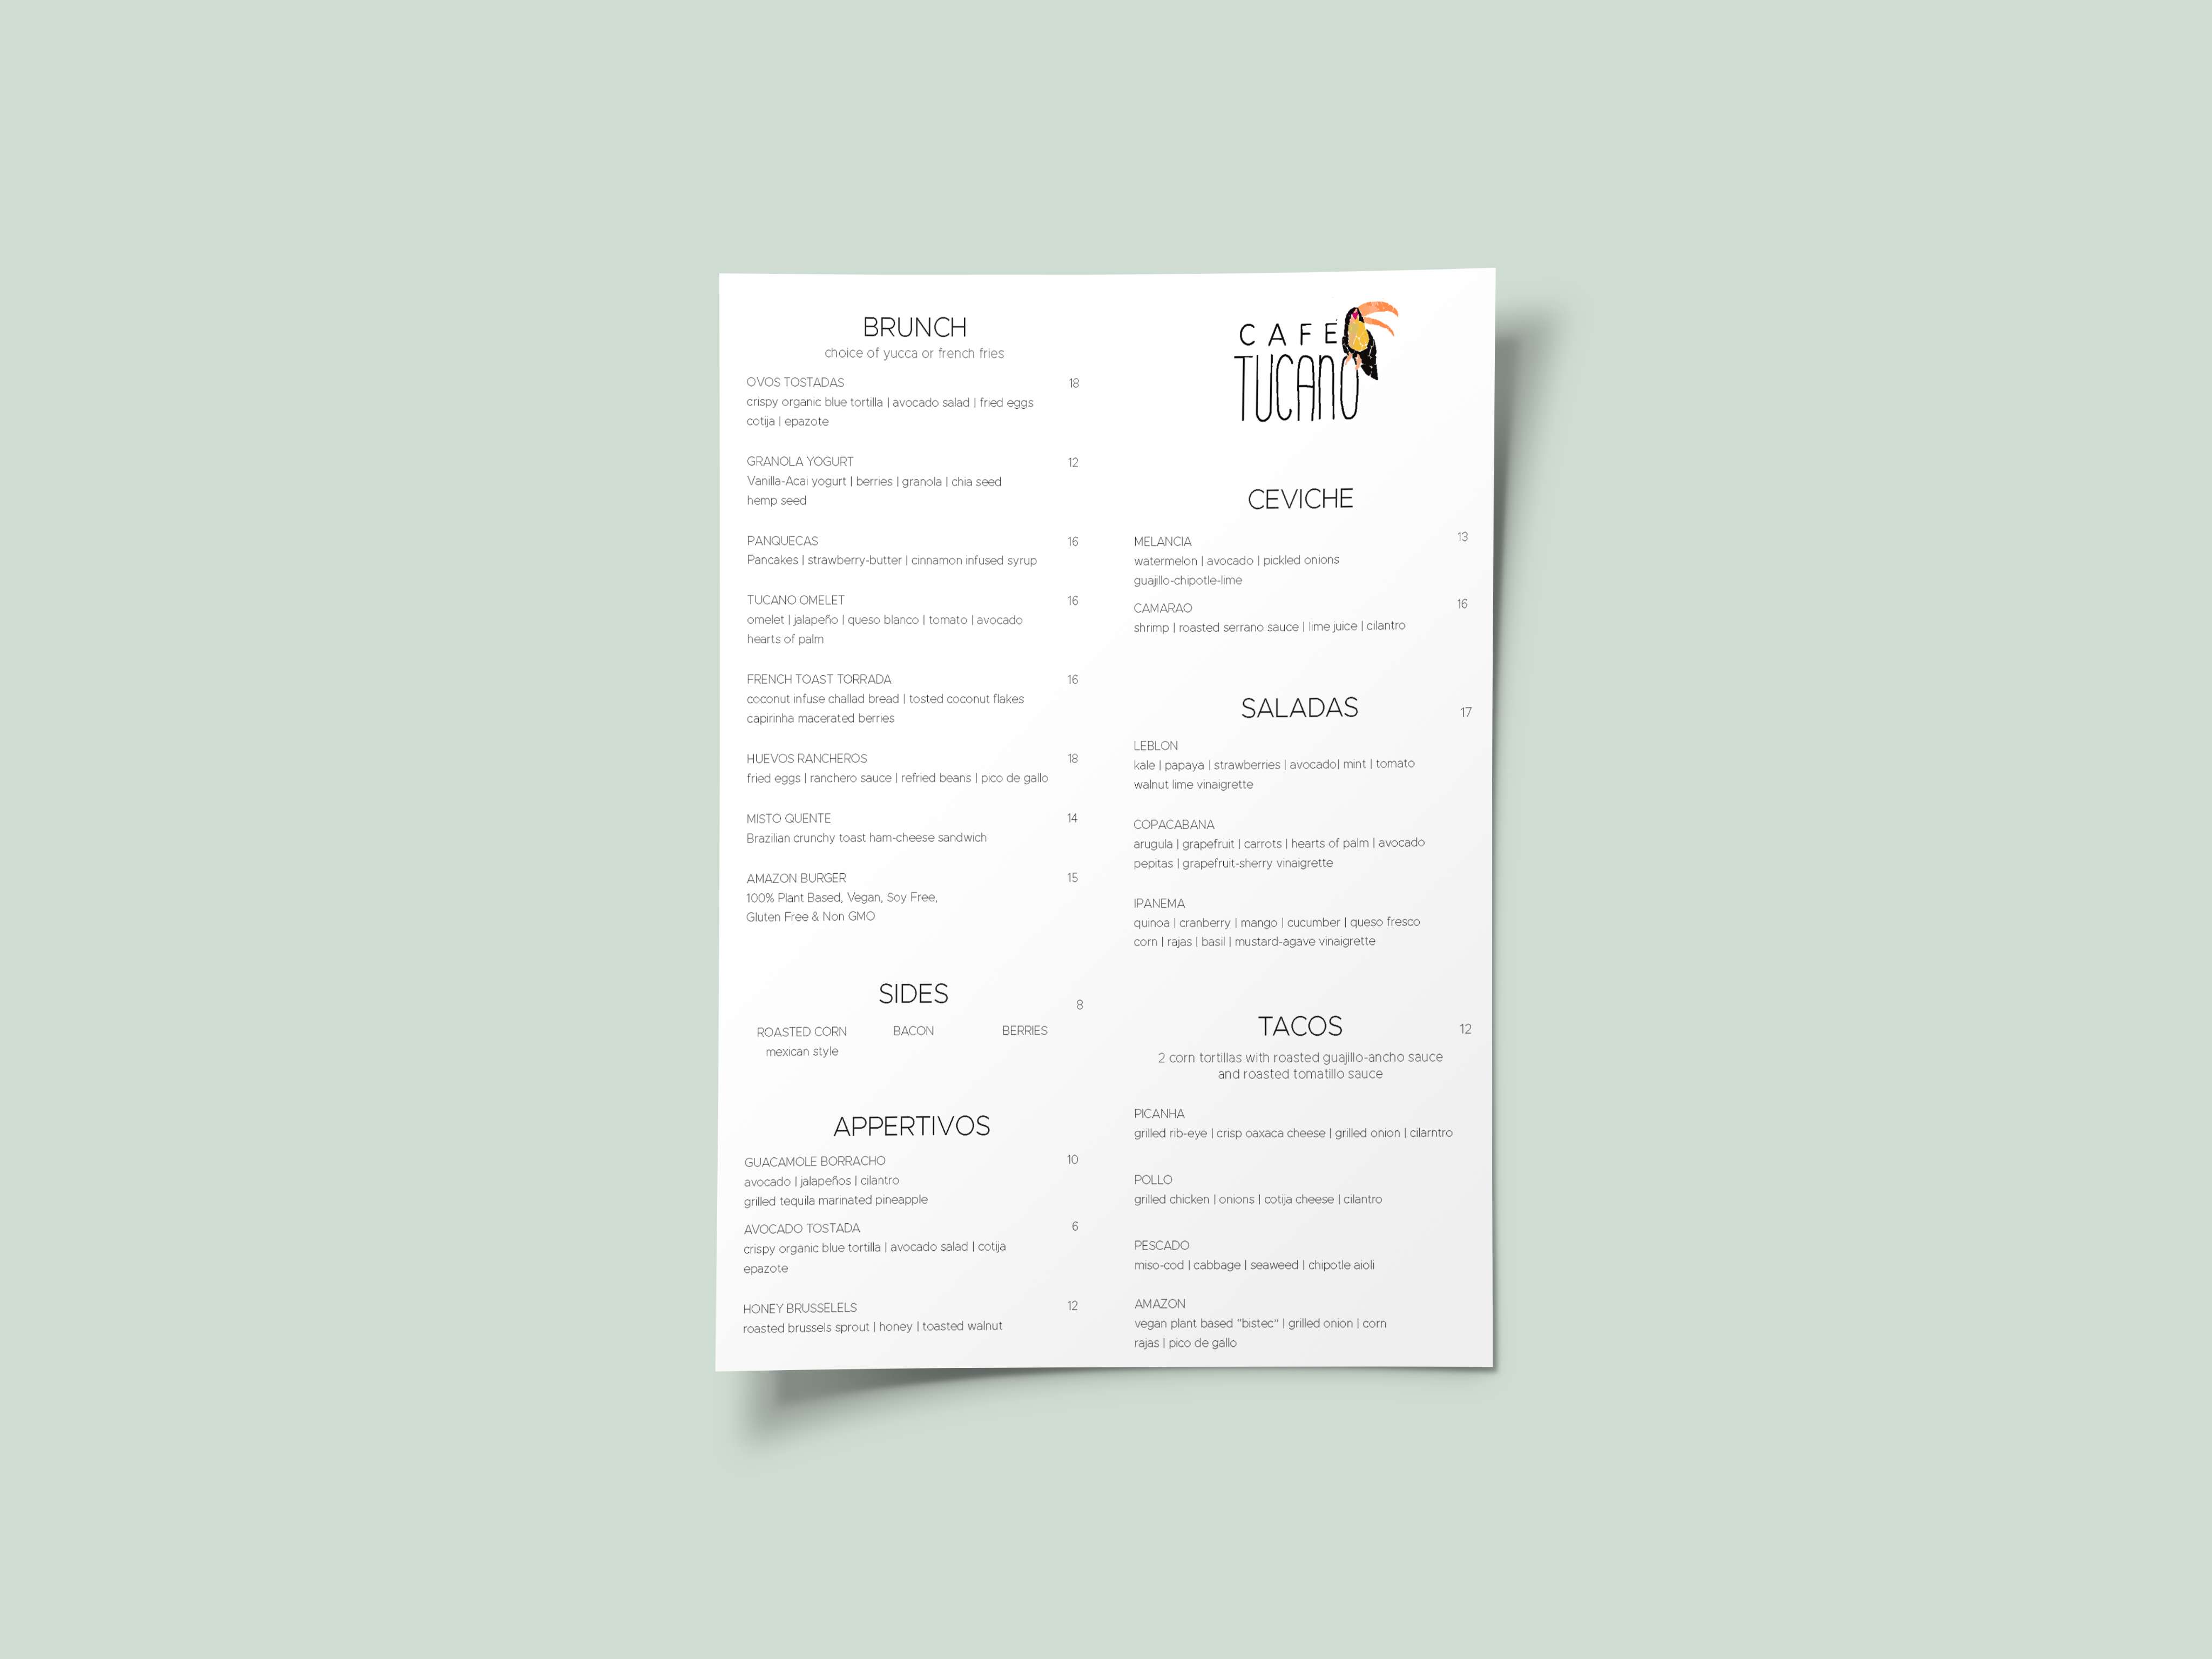 BRUNCH
choice of yucca or french fries
OVOS TOSTADAS 18
crispy organic blue tortilla | avocado salad | fried eggs
cotija | epazote
GRANOLA YOGURT 12
Vanilla-Acai yogurt | berries | granola | chia seed
hemp seed
PANQUECAS 16
Pancakes | strawberry-butter | cinnamon infused syrup
TUCANO OMELET 16
omelet | jalapeño | queso blanco | tomato | avocado
hearts of palm
FRENCH TOAST TORRADA 16
coconut infuse challad bread | tosted coconut flakes
capirinha macerated berries
HUEVOS RANCHEROS 18
fried eggs | ranchero sauce | refried beans | pico de gallo
MISTO QUENTE 14
Brazilian crunchy toast ham-cheese sandwich
AMAZON BURGER 15
100% Plant Based, Vegan, Soy Free,
Gluten Free & Non GMO
SIDES 8
ROASTED CORN BACON BERRIES
mexican style
APPERTIVOS
GUACAMOLE BORRACHO 10
avocado | jalapeños | cilantro
grilled tequila marinated pineapple
AVOCADO TOSTADA 6
crispy organic blue tortilla | avocado salad | cotija
epazote
HONEY BRUSSELELS 12
roasted brussels sprout | honey | toasted walnut
CAFÉ
TUCANO
CEVICHE
MELANCIA 13
watermelon | avocado | pickled onions
guajillo-chipotle-lime
CAMARAO 16
shrimp | roasted serrano sauce | lime juice | cilantro
SALADAS 17
LEBLON
kale | papaya | strawberries | avocado| mint | tomato
walnut lime vinaigrette
COPACABANA
arugula | grapefruit | carrots | hearts of palm | avocado
pepitas | grapefruit-sherry vinaigrette
IPANEMA
quinoa | cranberry | mango | cucumber | queso fresco
corn | rajas | basil | mustard-agave vinaigrette
TACOS 12
2 corn tortillas with roasted guajillo-ancho sauce
and roasted tomatillo sauce
PICANHA
grilled rib-eye | crisp oaxaca cheese | grilled onion | cilarntro
POLLO
grilled chicken | onions | cotija cheese | cilantro
PESCADO
miso-cod | cabbage | seaweed | chipotle aioli
AMAZON
vegan plant based "bistec" | grilled onion | corn
rajas | pico de gallo